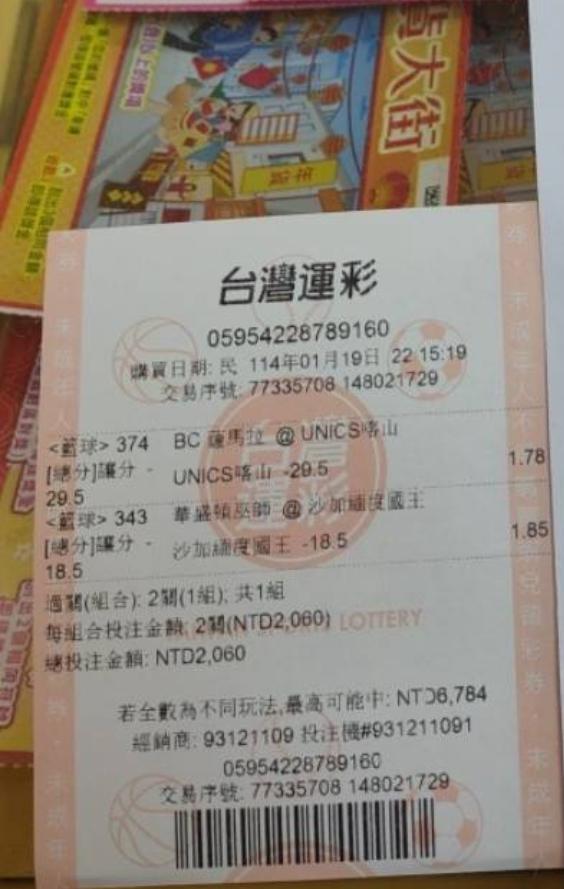 大街
年貨
台灣運彩
05954228789160
購買日期: 民 114年01月19日 22 15:19
交易序號: 77335708 148021729
<籃球> 374 BC 薩馬拉 @ UNICS喀山
[總分]讓分 - 29.5 UNICS喀山 -29.5 1.78
<籃球> 343 華盛頓巫師 @ 沙加緬度國王
[總分]讓分 - 18.5 沙加緬度國王 -18.5 1.85
過關(組合): 2關(1組); 共1組
每組合投注金額: 2關(NTD2,060)
LOTTERY
總投注金額: NTD2,060
若全數為不同玩法,最高可能中: NTD6,784
經銷商: 93121109 投注機#931211091
05954228789160
交易序號: 77335708 148021729